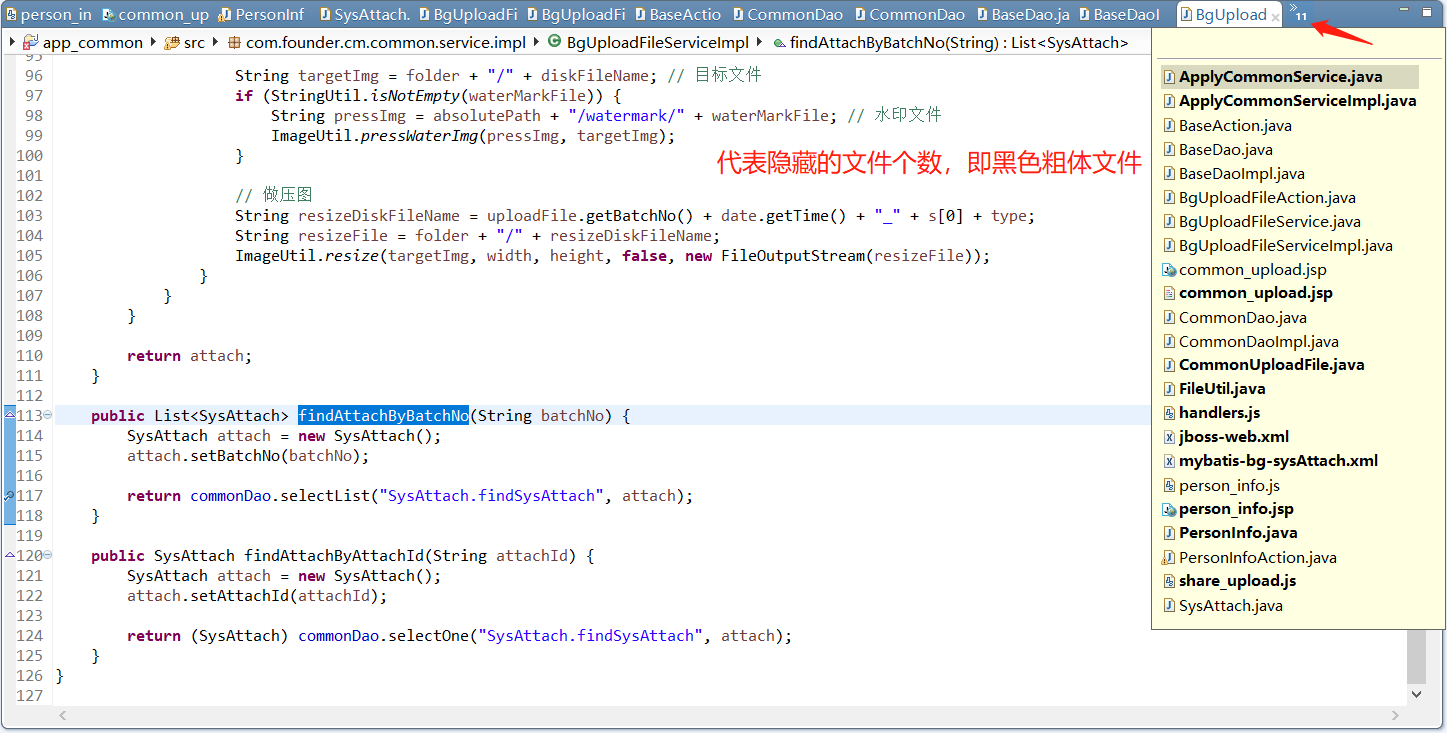 person_in common_up PersonInf SysAttach. BgUploadFi BgUploadFi BaseActio CommonDao CommonDao BaseDao.ja BaseDaoI BgUpload » 11
app_common src com.founder.cm.common.service.impl BgUploadFileServiceImpl findAttachByBatchNo(String) : List<SysAttach>
95
96 String targetImg = folder + "/" + diskFileName; // 目标文件
97 if (StringUtil.isNotEmpty(waterMarkFile)) {
98 String pressImg = absolutePath + "/watermark/" + waterMarkFile; // 水印文件
99 ImageUtil.pressWaterImg(pressImg, targetImg);
100 }
101
102 // 做压图
103 String resizeDiskFileName = uploadFile.getBatchNo() + date.getTime() + "_" + s[0] + type;
104 String resizeFile = folder + "/" + resizeDiskFileName;
105 ImageUtil.resize(targetImg, width, height, false, new FileOutputStream(resizeFile));
106 }
107 }
108 }
109
110 return attach;
111 }
112
113 public List<SysAttach> findAttachByBatchNo(String batchNo) {
114 SysAttach attach = new SysAttach();
115 attach.setBatchNo(batchNo);
116
117 return commonDao.selectList("SysAttach.findSysAttach", attach);
118 }
119
120 public SysAttach findAttachByAttachId(String attachId) {
121 SysAttach attach = new SysAttach();
122 attach.setAttachId(attachId);
123
124 return (SysAttach) commonDao.selectOne("SysAttach.findSysAttach", attach);
125 }
126 }
127
代表隐藏的文件个数，即黑色粗体文件
ApplyCommonService.java
ApplyCommonServiceImpl.java
BaseAction.java
BaseDao.java
BaseDaoImpl.java
BgUploadFileAction.java
BgUploadFileService.java
BgUploadFileServiceImpl.java
common_upload.jsp
common_upload.jsp
CommonDao.java
CommonDaoImpl.java
CommonUploadFile.java
FileUtil.java
handlers.js
jboss-web.xml
mybatis-bg-sysAttach.xml
person_info.js
person_info.jsp
PersonInfo.java
PersonInfoAction.java
share_upload.js
SysAttach.java